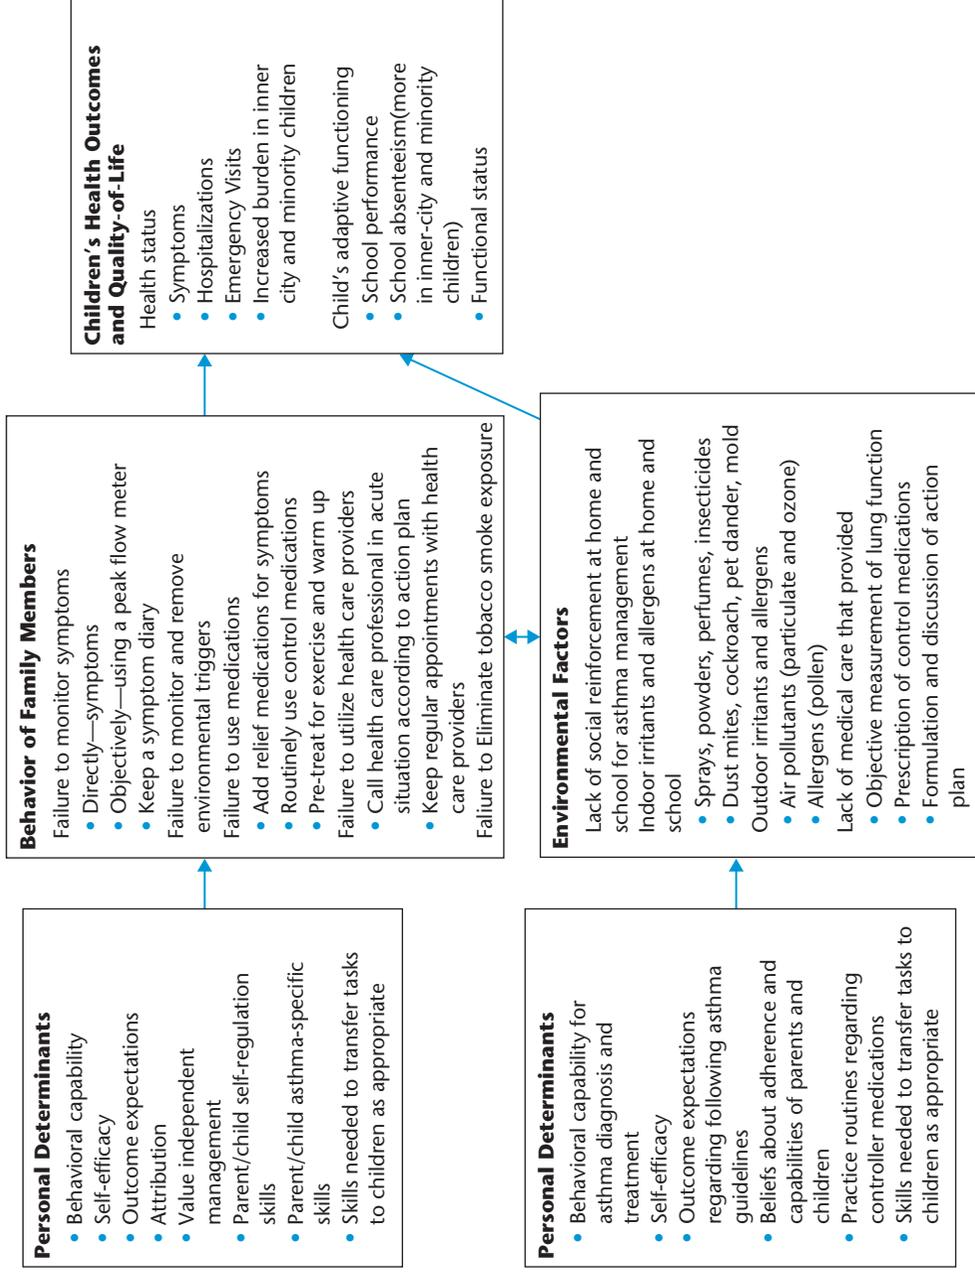 Personal Determinants
• Behavioral capability
• Self-efficacy
• Outcome expectations
• Attribution
• Value independent
management
• Parent/child self-regulation
skills
• Parent/child asthma-specific
skills
• Skills needed to transfer tasks
to children as appropriate
Behavior of Family Members
Failure to monitor symptoms
• Directly—symptoms
• Objectively—using a peak flow meter
• Keep a symptom diary
Failure to monitor and remove
environmental triggers
Failure to use medications
• Add relief medications for symptoms
• Routinely use control medications
• Pre-treat for exercise and warm up
Failure to utilize health care providers
• Call health care professional in acute
situation according to action plan
• Keep regular appointments with health
care providers
Failure to Eliminate tobacco smoke exposure
Children's Health Outcomes
and Quality-of-Life
Health status
• Symptoms
• Hospitalizations
• Emergency Visits
• Increased burden in inner
city and minority children
Child's adaptive functioning
• School performance
• School absenteeism(more
in inner-city and minority
children)
• Functional status
Personal Determinants
• Behavioral capability for
asthma diagnosis and
treatment
• Self-efficacy
• Outcome expectations
regarding following asthma
guidelines
• Beliefs about adherence and
capabilities of parents and
children
• Practice routines regarding
controller medications
• Skills needed to transfer tasks to
children as appropriate
Environmental Factors
Lack of social reinforcement at home and
school for asthma management
Indoor irritants and allergens at home and
school
• Sprays, powders, perfumes, insecticides
• Dust mites, cockroach, pet dander, mold
Outdoor irritants and allergens
• Air pollutants (particulate and ozone)
• Allergens (pollen)
Lack of medical care that provided
• Objective measurement of lung function
• Prescription of control medications
• Formulation and discussion of action
plan